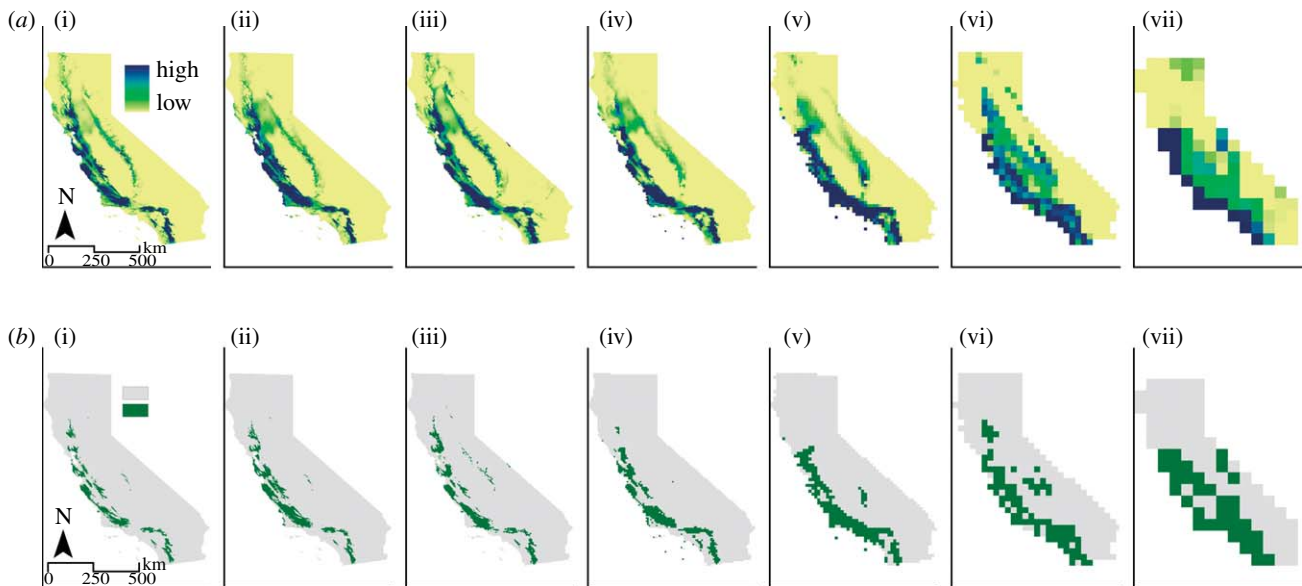 (a) (i) (ii) (iii) (iv) (v) (vi) (vii)
high
low
N
km
0 250 500
(b) (i) (ii) (iii) (iv) (v) (vi) (vii)
N
km
0 250 500